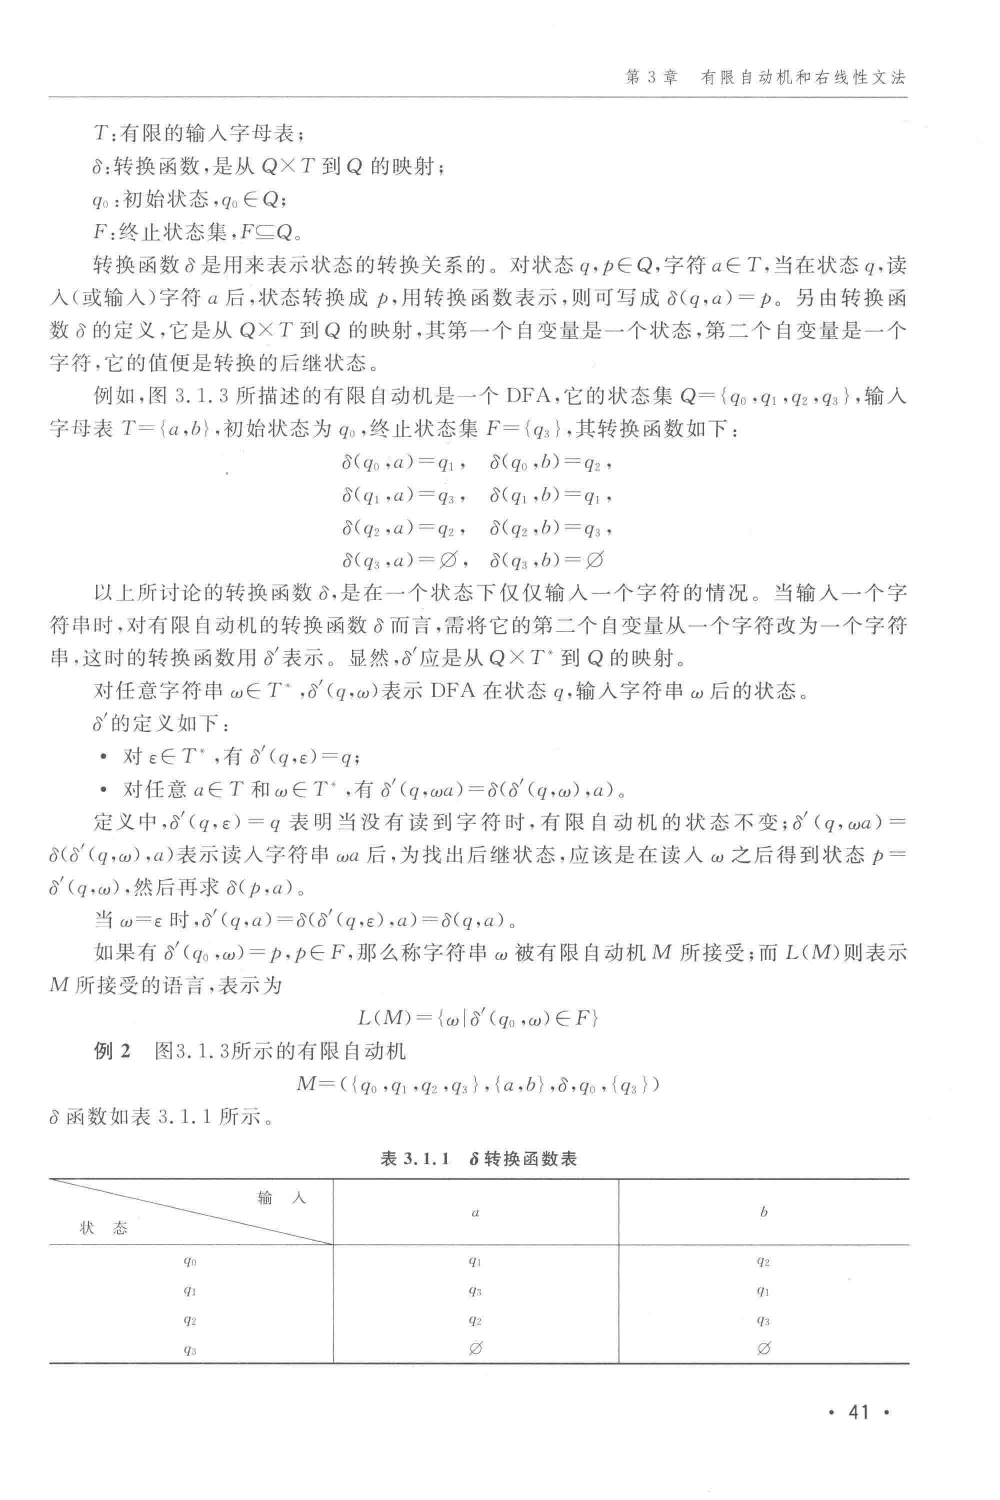 第 3 章　有限自动机和右线性文法
T:有限的输入字母表;
δ:转换函数,是从 Q×T 到 Q 的映射;
q₀:初始状态,q₀∈Q;
F:终止状态集,F⊆Q。
转换函数 δ 是用来表示状态的转换关系的。对状态 q,p∈Q,字符 a∈T,当在状态 q,读
入(或输入)字符 a 后,状态转换成 p,用转换函数表示,则可写成 δ(q,a)=p。另由转换函
数 δ 的定义,它是从 Q×T 到 Q 的映射,其第一个自变量是一个状态,第二个自变量是一个
字符,它的值便是转换的后继状态。
例如,图 3.1.3 所描述的有限自动机是一个 DFA,它的状态集 Q={q₀,q₁,q₂,q₃},输入
字母表 T={a,b},初始状态为 q₀,终止状态集 F={q₃},其转换函数如下:
δ(q₀,a)=q₁, δ(q₀,b)=q₂,
δ(q₁,a)=q₃, δ(q₁,b)=q₁,
δ(q₂,a)=q₂, δ(q₂,b)=q₃,
δ(q₃,a)=∅, δ(q₃,b)=∅
以上所讨论的转换函数 δ,是在一个状态下仅仅输入一个字符的情况。当输入一个字
符串时,对有限自动机的转换函数 δ 而言,需将它的第二个自变量从一个字符改为一个字符
串,这时的转换函数用 δ′表示。显然,δ′应是从 Q×T* 到 Q 的映射。
对任意字符串 ω∈T*,δ′(q,ω)表示 DFA 在状态 q,输入字符串 ω 后的状态。
δ′的定义如下:
• 对 ε∈T*,有 δ′(q,ε)=q;
• 对任意 a∈T 和 ω∈T*,有 δ′(q,ωa)=δ(δ′(q,ω),a)。
定义中,δ′(q,ε)=q 表明当没有读到字符时,有限自动机的状态不变;δ′(q,ωa)=
δ(δ′(q,ω),a)表示读入字符串 ωa 后,为找出后继状态,应该是在读入 ω 之后得到状态 p=
δ′(q,ω),然后再求 δ(p,a)。
当 ω=ε 时,δ′(q,a)=δ(δ′(q,ε),a)=δ(q,a)。
如果有 δ′(q₀,ω)=p,p∈F,那么称字符串 ω 被有限自动机 M 所接受;而 L(M)则表示
M 所接受的语言,表示为
L(M)={ω|δ′(q₀,ω)∈F}
例 2　图3.1.3所示的有限自动机
M=({q₀,q₁,q₂,q₃},{a,b},δ,q₀,{q₃})
δ 函数如表 3.1.1 所示。
表 3.1.1　δ 转换函数表
输 入
状 态 a b
q₀ q₁ q₂
q₁ q₃ q₁
q₂ q₂ q₃
q₃ ∅ ∅
• 41 •